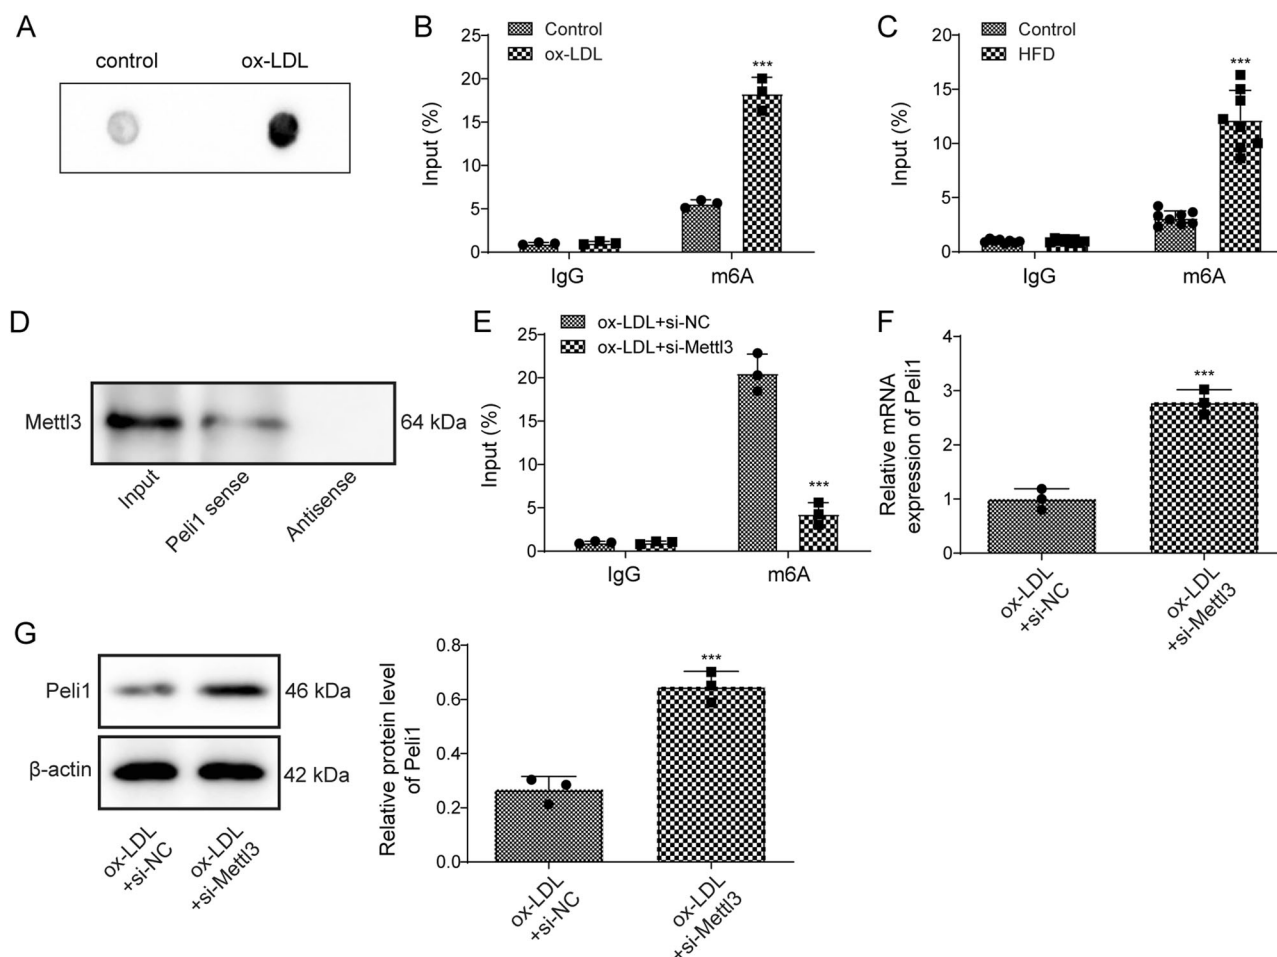 A
control ox-LDL
B
Control
ox-LDL
Input (%)
25
20
15
10
5
0
***
IgG m6A
C
Control
HFD
Input (%)
20
15
10
5
0
***
IgG m6A
D
Mettl3
64 kDa
Input
Peli1 sense
Antisense
E
ox-LDL+si-NC
ox-LDL+si-Mettl3
Input (%)
25
20
15
10
5
0
***
IgG m6A
F
Relative mRNA
expression of Peli1
4
3
2
1
0
***
ox-LDL
+si-NC
ox-LDL
+si-Mettl3
G
Peli1
46 kDa
β-actin
42 kDa
ox-LDL
+si-NC
ox-LDL
+si-Mettl3
Relative protein level
of Peli1
0.8
0.6
0.4
0.2
0.0
***
ox-LDL
+si-NC
ox-LDL
+si-Mettl3